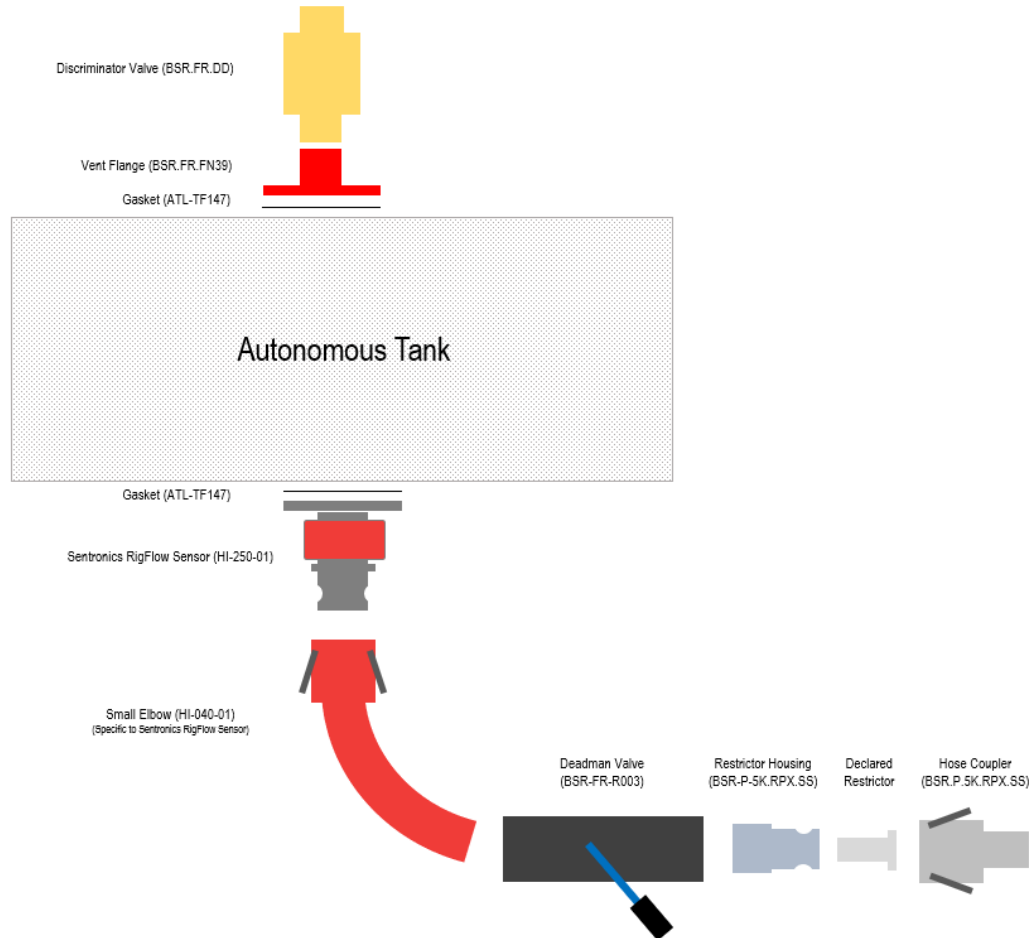 Discriminator Valve (BSR.FR.DD)
Vent Flange (BSR.FR.FN39)
Gasket (ATL-TF147)
Autonomous Tank
Gasket (ATL-TF147)
Sentronics RigFlow Sensor (HI-250-01)
Small Elbow (HI-040-01)
(Specific to Sentronics RigFlow Sensor)
Deadman Valve
(BSR-FR-R003)
Restrictor Housing
(BSR-P-5K.RPX.SS)
Declared
Restrictor
Hose Coupler
(BSR.P.5K.RPX.SS)